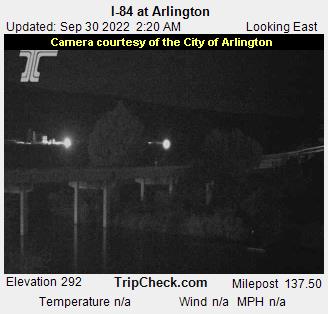 I-84 at Arlington
Updated: Sep 30 2022 2:20 AM Looking East
Camera courtesy of the City of Arlington
Elevation 292 TripCheck.com Milepost 137.50
Temperature n/a Wind n/a MPH n/a